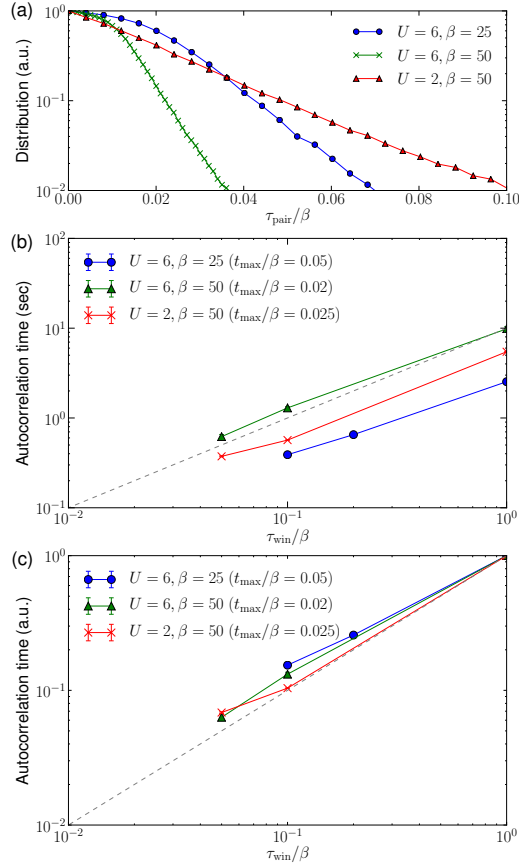 (a)
Distribution (a.u.)
10^0
10^{-1}
10^{-2}
U = 6, β = 25
U = 6, β = 50
U = 2, β = 50
0.00 0.02 0.04 0.06 0.08 0.10
τ_pair/β
(b)
Autocorrelation time (sec)
10^2
10^1
10^0
10^{-1}
U = 6, β = 25 (t_max/β = 0.05)
U = 6, β = 50 (t_max/β = 0.02)
U = 2, β = 50 (t_max/β = 0.025)
10^{-2} 10^{-1} 10^0
τ_win/β
(c)
Autocorrelation time (a.u.)
10^0
10^{-1}
10^{-2}
U = 6, β = 25 (t_max/β = 0.05)
U = 6, β = 50 (t_max/β = 0.02)
U = 2, β = 50 (t_max/β = 0.025)
10^{-2} 10^{-1} 10^0
τ_win/β